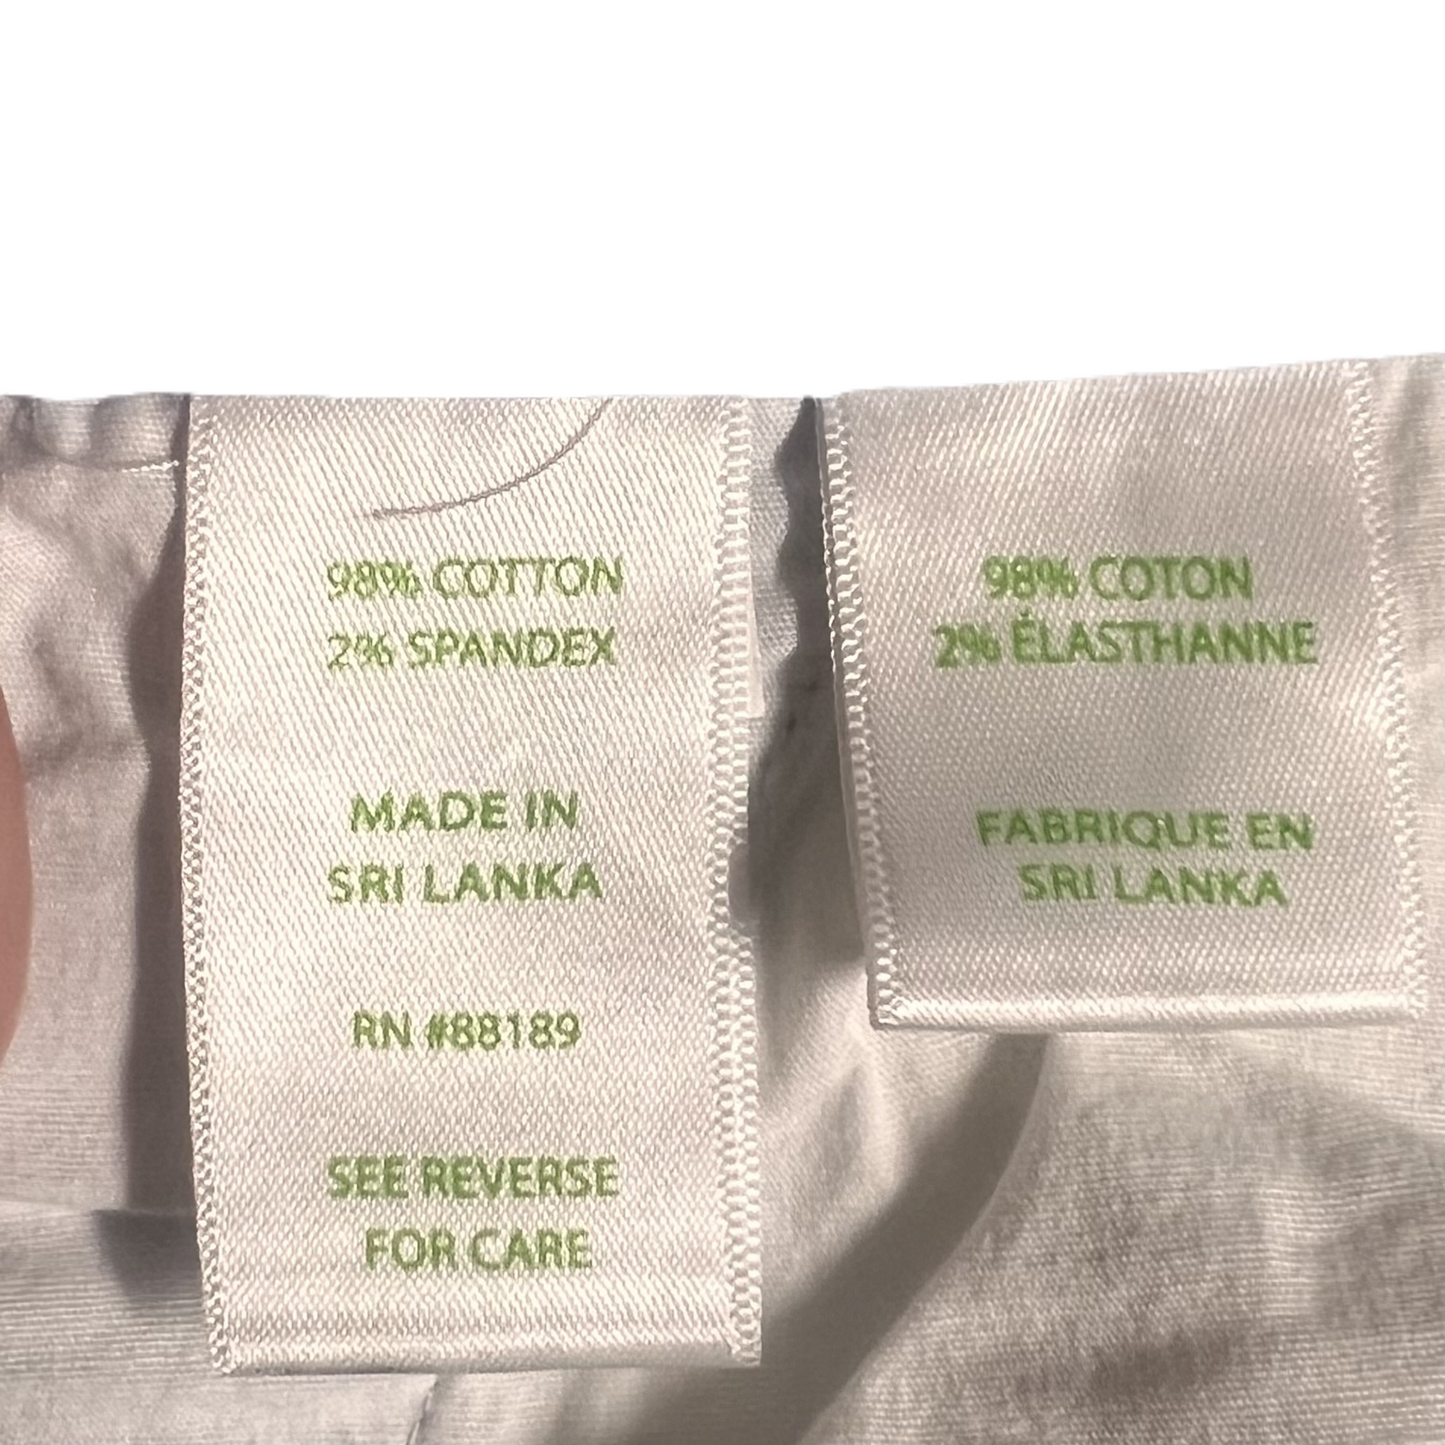 98% COTTON
2% SPANDEX
MADE IN
SRI LANKA
RN #88189
SEE REVERSE
FOR CARE
98% COTON
2% ÉLASTHANNE
FABRIQUE EN
SRI LANKA